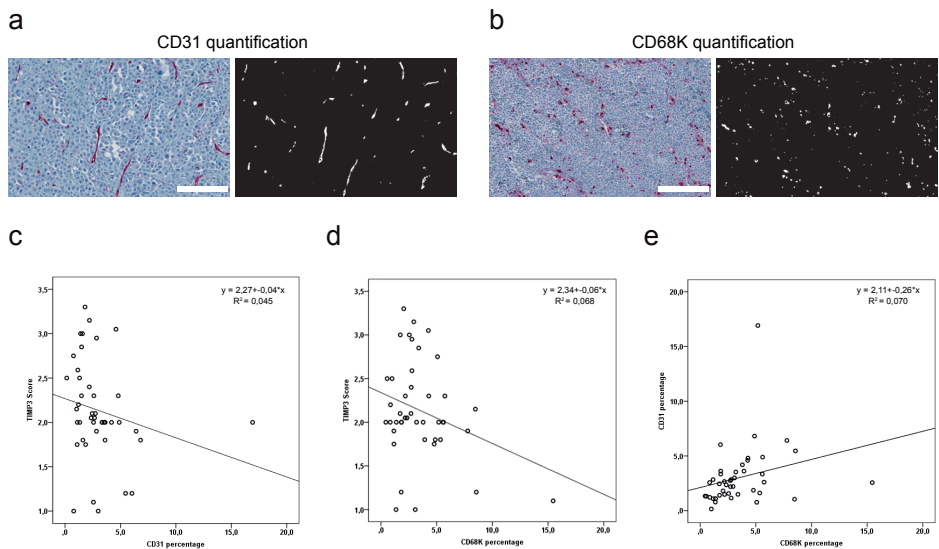 a
CD31 quantification
b
CD68K quantification
c
y = 2,27+-0,04*x
R² = 0,045
TIMP3 Score
3,5
3,0
2,5
2,0
1,5
1,0
,0
5,0
10,0
15,0
20,0
CD31 percentage
d
y = 2,34+-0,06*x
R² = 0,068
TIMP3 Score
3,5
3,0
2,5
2,0
1,5
1,0
,0
5,0
10,0
15,0
20,0
CD68K percentage
e
y = 2,11+-0,26*x
R² = 0,070
CD31 percentage
20,0
15,0
10,0
5,0
,0
,0
5,0
10,0
15,0
20,0
CD68K percentage